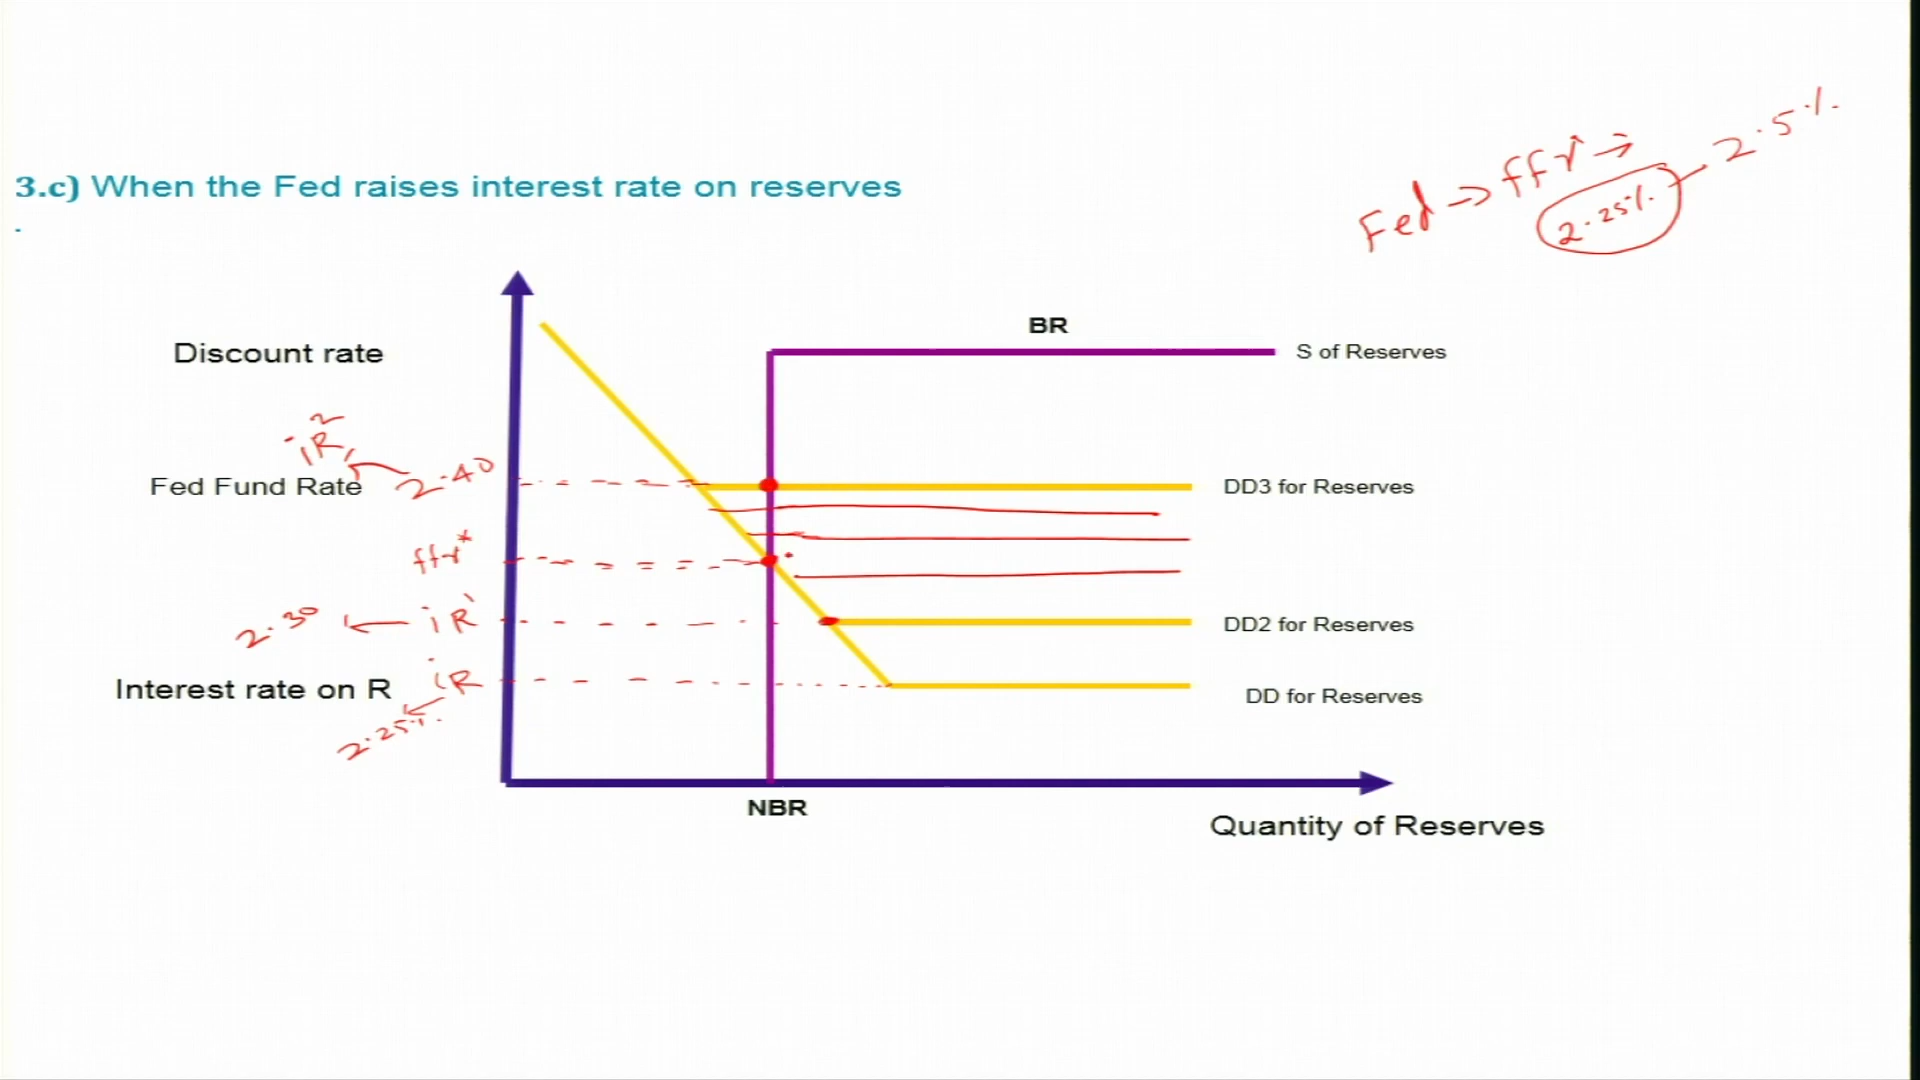 3.c) When the Fed raises interest rate on reserves
.
Fed → ffr →
2.25%
2.5%
BR
S of Reserves
Discount rate
iR²
2.40
Fed Fund Rate
DD3 for Reserves
ffr*
iR'
2.30
DD2 for Reserves
iR
Interest rate on R
2.25%.
DD for Reserves
NBR
Quantity of Reserves